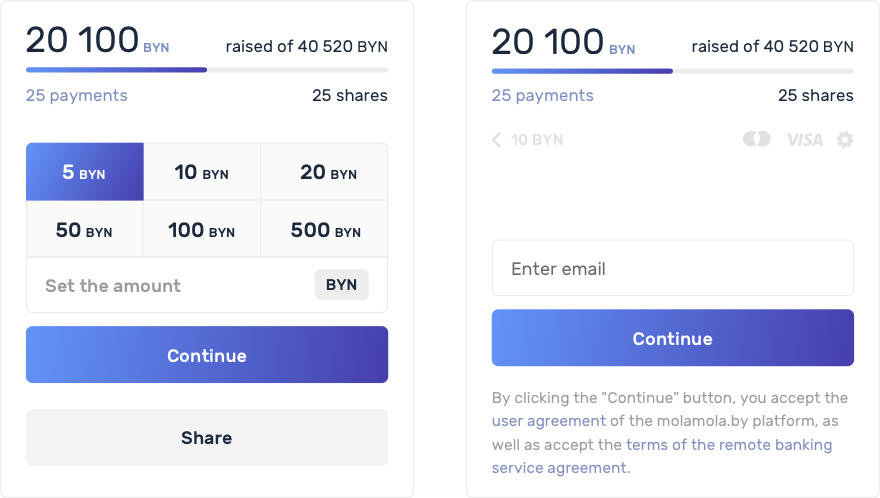 20 100 BYN raised of 40 520 BYN
25 payments 25 shares
5 BYN 10 BYN 20 BYN
50 BYN 100 BYN 500 BYN
Set the amount BYN
Continue
Share
20 100 BYN raised of 40 520 BYN
25 payments 25 shares
10 BYN VISA
Enter email
Continue
By clicking the "Continue" button, you accept the
user agreement of the molamola.by platform, as
well as accept the terms of the remote banking
service agreement.